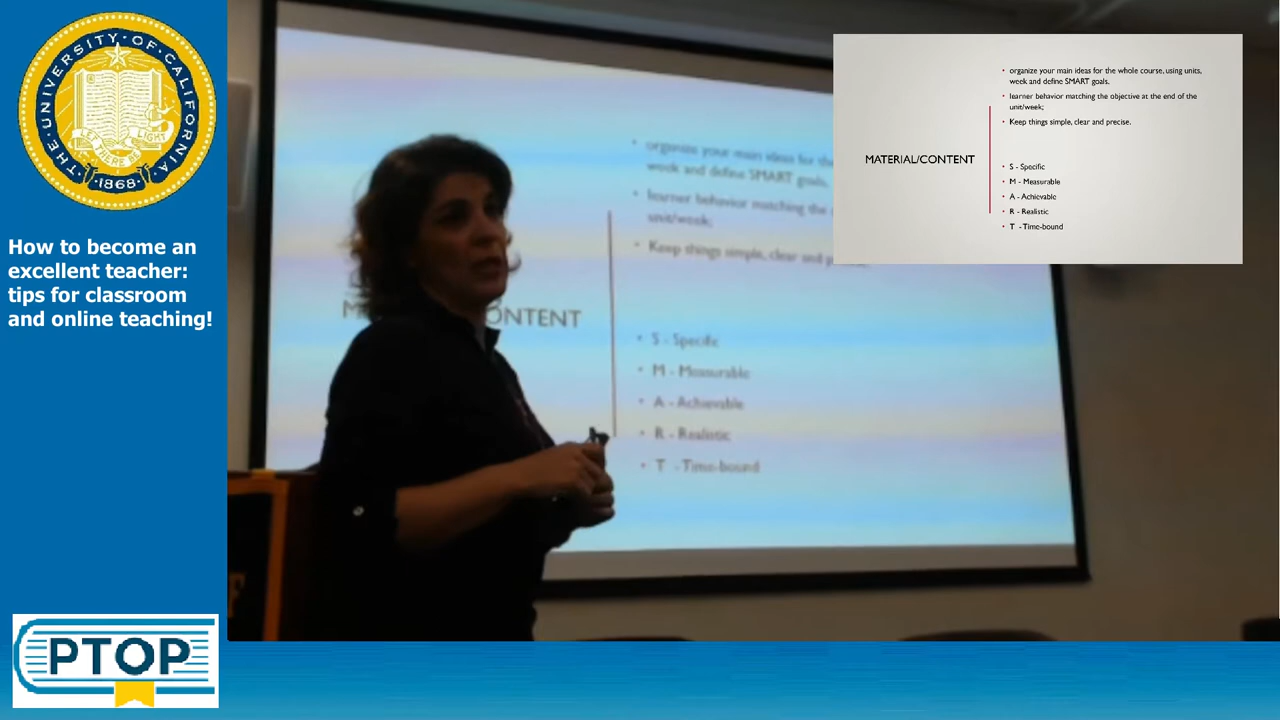 THE · UNIVERSITY · OF · CALIFORNIA
LET THERE BE LIGHT
· 1868 ·
How to become an
excellent teacher:
tips for classroom
and online teaching!
PTOP
organize your main ideas for the
week and define SMART goals.
learner behavior matching the
unit/week;
Keep things simple, clear and precise.
M CONTENT
• S - Specific
• M - Measurable
• A - Achievable
• R - Realistic
• T - Time-bound
• organize your main ideas for the whole course, using units,
week and define SMART goals.
• learner behavior matching the objective at the end of the
unit/week;
• Keep things simple, clear and precise.
MATERIAL/CONTENT
• S - Specific
• M - Measurable
• A - Achievable
• R - Realistic
• T - Time-bound